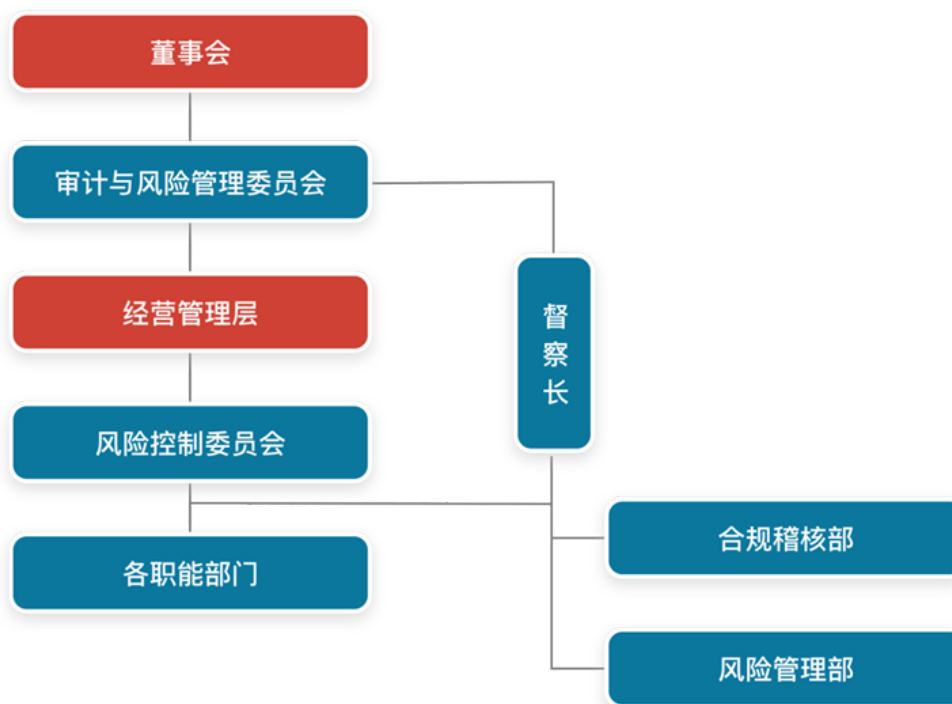 董事会
审计与风险管理委员会
经营管理层
督察长
风险控制委员会
合规稽核部
各职能部门
风险管理部